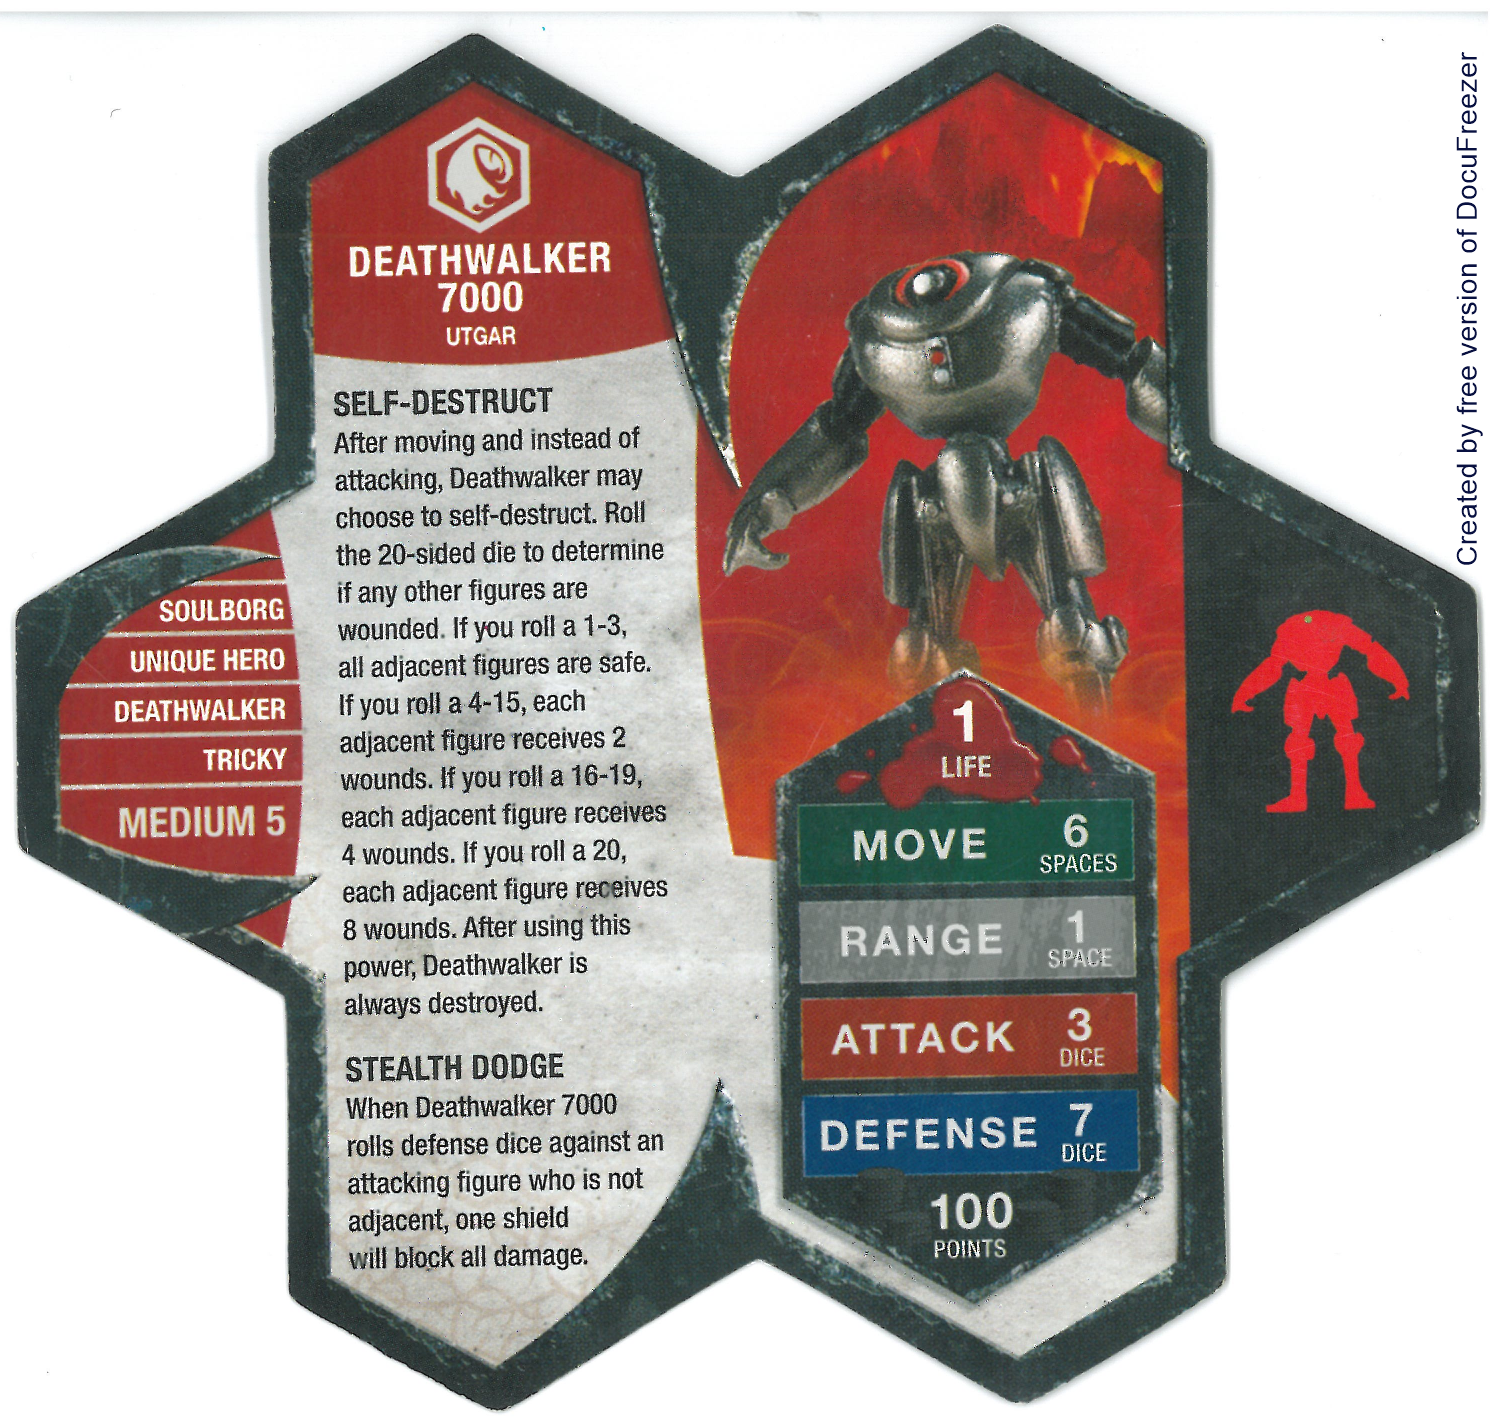 DEATHWALKER
7000
UTGAR
SELF-DESTRUCT
After moving and instead of
attacking, Deathwalker may
choose to self-destruct. Roll
the 20-sided die to determine
if any other figures are
wounded. If you roll a 1-3,
all adjacent figures are safe.
If you roll a 4-15, each
adjacent figure receives 2
wounds. If you roll a 16-19,
each adjacent figure receives
4 wounds. If you roll a 20,
each adjacent figure receives
8 wounds. After using this
power, Deathwalker is
always destroyed.
STEALTH DODGE
When Deathwalker 7000
rolls defense dice against an
attacking figure who is not
adjacent, one shield
will block all damage.
SOULBORG
UNIQUE HERO
DEATHWALKER
TRICKY
MEDIUM 5
1
LIFE
MOVE 6
SPACES
RANGE 1
SPACE
ATTACK 3
DICE
DEFENSE 7
DICE
100
POINTS
Created by free version of DocuFreezer